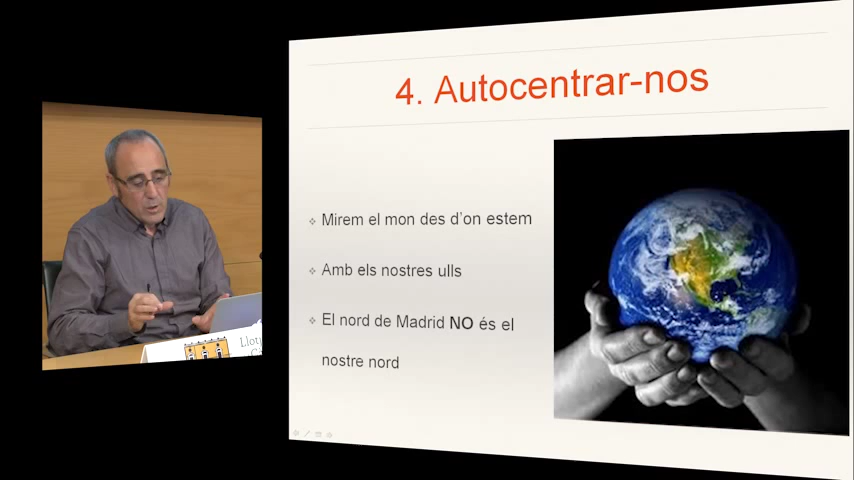 4. Autocentrar-nos
Mirem el mon des d'on estem
Amb els nostres ulls
El nord de Madrid NO és el
nostre nord